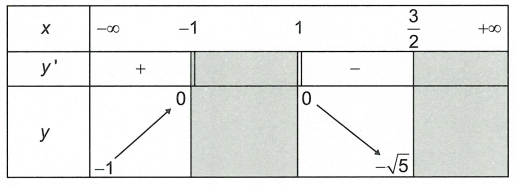 x −∞ −1 1 3/2 +∞
y' + −
0 0
y
−1 −√5